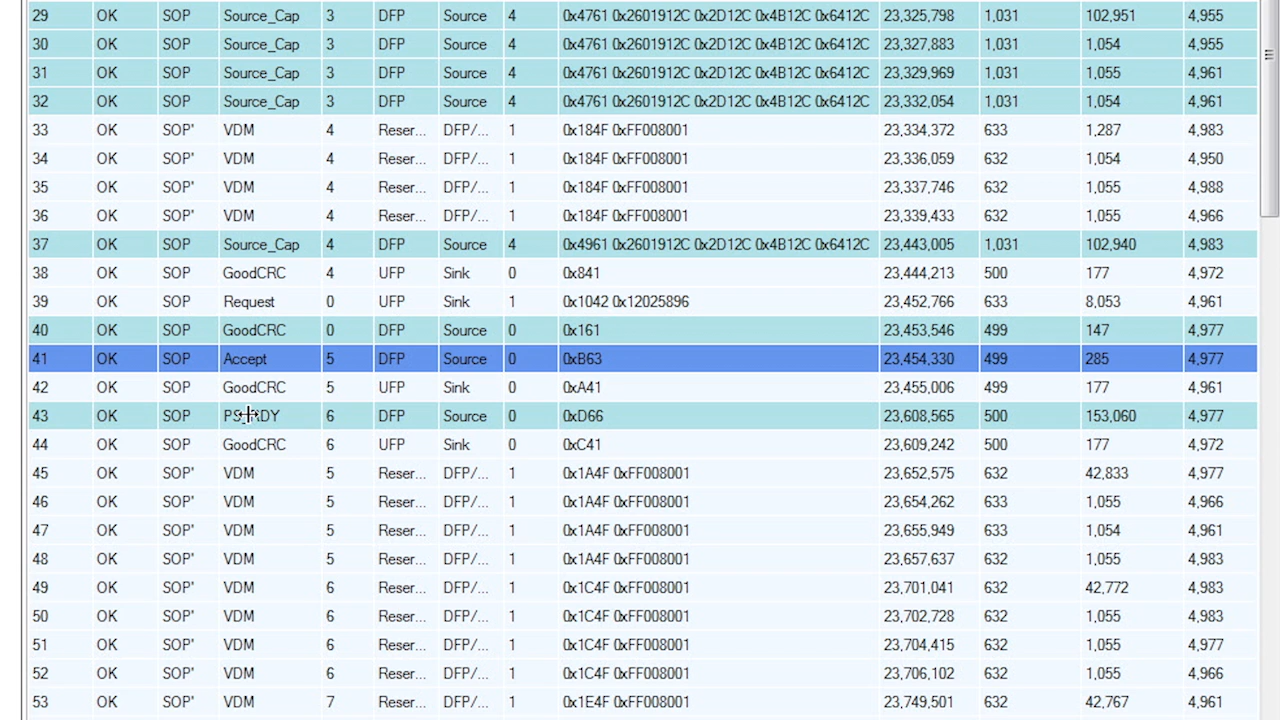 29 OK SOP Source_Cap 3 DFP Source 4 0x4761 0x2601912C 0x2D12C 0x4B12C 0x6412C 23,325,798 1,031 102,951 4,955
30 OK SOP Source_Cap 3 DFP Source 4 0x4761 0x2601912C 0x2D12C 0x4B12C 0x6412C 23,327,883 1,031 1,054 4,955
31 OK SOP Source_Cap 3 DFP Source 4 0x4761 0x2601912C 0x2D12C 0x4B12C 0x6412C 23,329,969 1,031 1,055 4,961
32 OK SOP Source_Cap 3 DFP Source 4 0x4761 0x2601912C 0x2D12C 0x4B12C 0x6412C 23,332,054 1,031 1,054 4,961
33 OK SOP' VDM 4 Reser... DFP/... 1 0x184F 0xFF008001 23,334,372 633 1,287 4,983
34 OK SOP' VDM 4 Reser... DFP/... 1 0x184F 0xFF008001 23,336,059 632 1,054 4,950
35 OK SOP' VDM 4 Reser... DFP/... 1 0x184F 0xFF008001 23,337,746 632 1,055 4,988
36 OK SOP' VDM 4 Reser... DFP/... 1 0x184F 0xFF008001 23,339,433 632 1,055 4,966
37 OK SOP Source_Cap 4 DFP Source 4 0x4961 0x2601912C 0x2D12C 0x4B12C 0x6412C 23,443,005 1,031 102,940 4,983
38 OK SOP GoodCRC 4 UFP Sink 0 0x841 23,444,213 500 177 4,972
39 OK SOP Request 0 UFP Sink 1 0x1042 0x12025896 23,452,766 633 8,053 4,961
40 OK SOP GoodCRC 0 DFP Source 0 0x161 23,453,546 499 147 4,977
41 OK SOP Accept 5 DFP Source 0 0xB63 23,454,330 499 285 4,977
42 OK SOP GoodCRC 5 UFP Sink 0 0xA41 23,455,006 499 177 4,961
43 OK SOP PS_RDY 6 DFP Source 0 0xD66 23,608,565 500 153,060 4,977
44 OK SOP GoodCRC 6 UFP Sink 0 0xC41 23,609,242 500 177 4,972
45 OK SOP' VDM 5 Reser... DFP/... 1 0x1A4F 0xFF008001 23,652,575 632 42,833 4,977
46 OK SOP' VDM 5 Reser... DFP/... 1 0x1A4F 0xFF008001 23,654,262 633 1,055 4,966
47 OK SOP' VDM 5 Reser... DFP/... 1 0x1A4F 0xFF008001 23,655,949 633 1,054 4,961
48 OK SOP' VDM 5 Reser... DFP/... 1 0x1A4F 0xFF008001 23,657,637 632 1,055 4,983
49 OK SOP' VDM 6 Reser... DFP/... 1 0x1C4F 0xFF008001 23,701,041 632 42,772 4,983
50 OK SOP' VDM 6 Reser... DFP/... 1 0x1C4F 0xFF008001 23,702,728 632 1,055 4,983
51 OK SOP' VDM 6 Reser... DFP/... 1 0x1C4F 0xFF008001 23,704,415 632 1,055 4,977
52 OK SOP' VDM 6 Reser... DFP/... 1 0x1C4F 0xFF008001 23,706,102 632 1,055 4,966
53 OK SOP' VDM 7 Reser... DFP/... 1 0x1E4F 0xFF008001 23,749,501 632 42,767 4,961